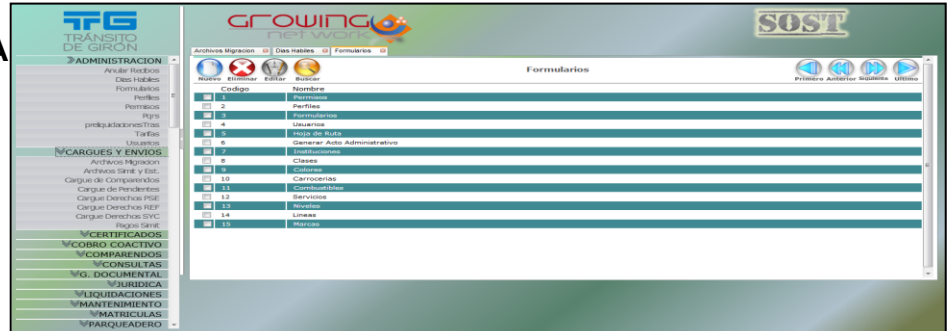 A
TFG
TRÁNSITO
DE GIRÓN
GROWING
network
SOST
ADMINISTRACION
Anular Recibos
Dias Habiles
Formularios
Perfiles
Permisos
Pqrs
preliquidacionesTras
Tarifas
Usuarios
CARGUES Y ENVIOS
Archivos Migracion
Archivos Simit y Est.
Cargue de Comparendos
Cargue de Pendientes
Cargue Derechos PSE
Cargue Derechos REF
Cargue Derechos SYC
Pagos Simit
CERTIFICADOS
COBRO COACTIVO
COMPARENDOS
CONSULTAS
G. DOCUMENTAL
JURIDICA
LIQUIDACIONES
MANTENIMIENTO
MATRICULAS
PARQUEADERO
Archivos Migracion Dias Habiles Formularios
Nuevo Eliminar Editar Buscar
Formularios
Primero Anterior Siguiente Ultimo
Codigo Nombre
1 Permisos
2 Perfiles
3 Formularios
4 Usuarios
5 Hoja de Ruta
6 Generar Acto Administrativo
7 Instituciones
8 Clases
9 Colores
10 Carrocerias
11 Combustibles
12 Servicios
13 Niveles
14 Lineas
15 Marcas